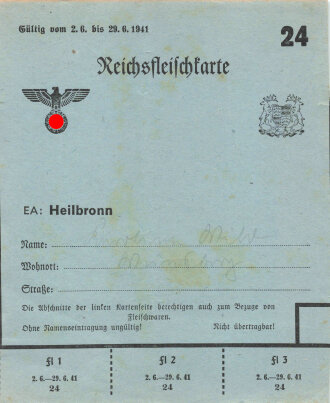 Gültig vom 2. 6. bis 29. 6. 1941
24
Reichsfleischkarte
EA: Heilbronn
Name:
Wohnort:
Straße:
Die Abschnitte der linken Kartenseite berechtigen auch zum Bezuge von
Fleischwaren.
Ohne Namenseintragung ungültig! Nicht übertragbar!
Fl 1 Fl 2 Fl 3
2. 6.—29. 6. 41 2. 6.—29. 6. 41 2. 6.—29. 6. 41
24 24 24